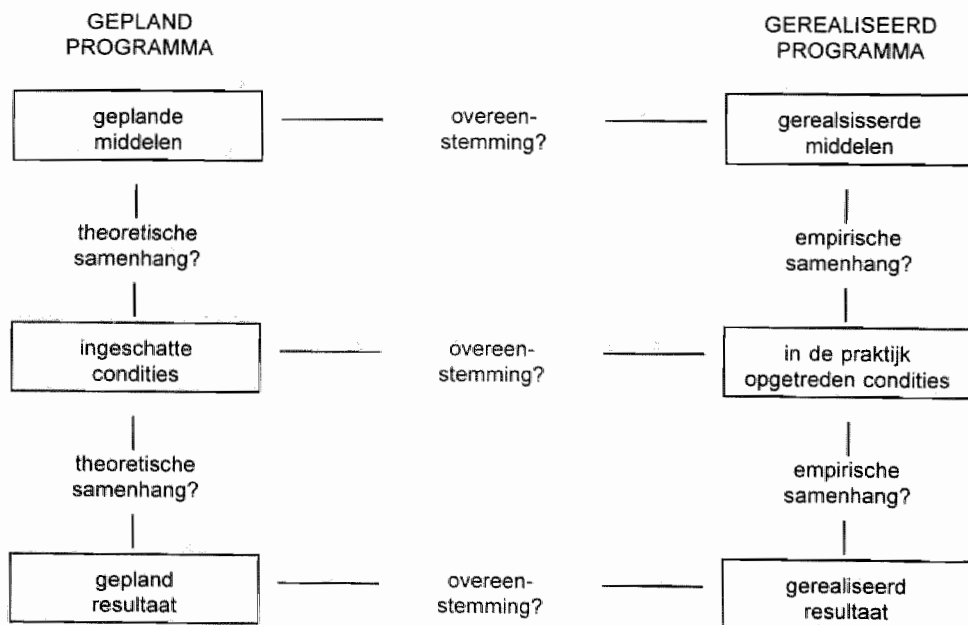 GEPLAND
PROGRAMMA
GEREALISEERD
PROGRAMMA
geplande
middelen
overeen-
stemming?
gerealsisserde
middelen
theoretische
samenhang?
empirische
samenhang?
ingeschatte
condities
overeen-
stemming?
in de praktijk
opgetreden condities
theoretische
samenhang?
empirische
samenhang?
gepland
resultaat
overeen-
stemming?
gerealiseerd
resultaat